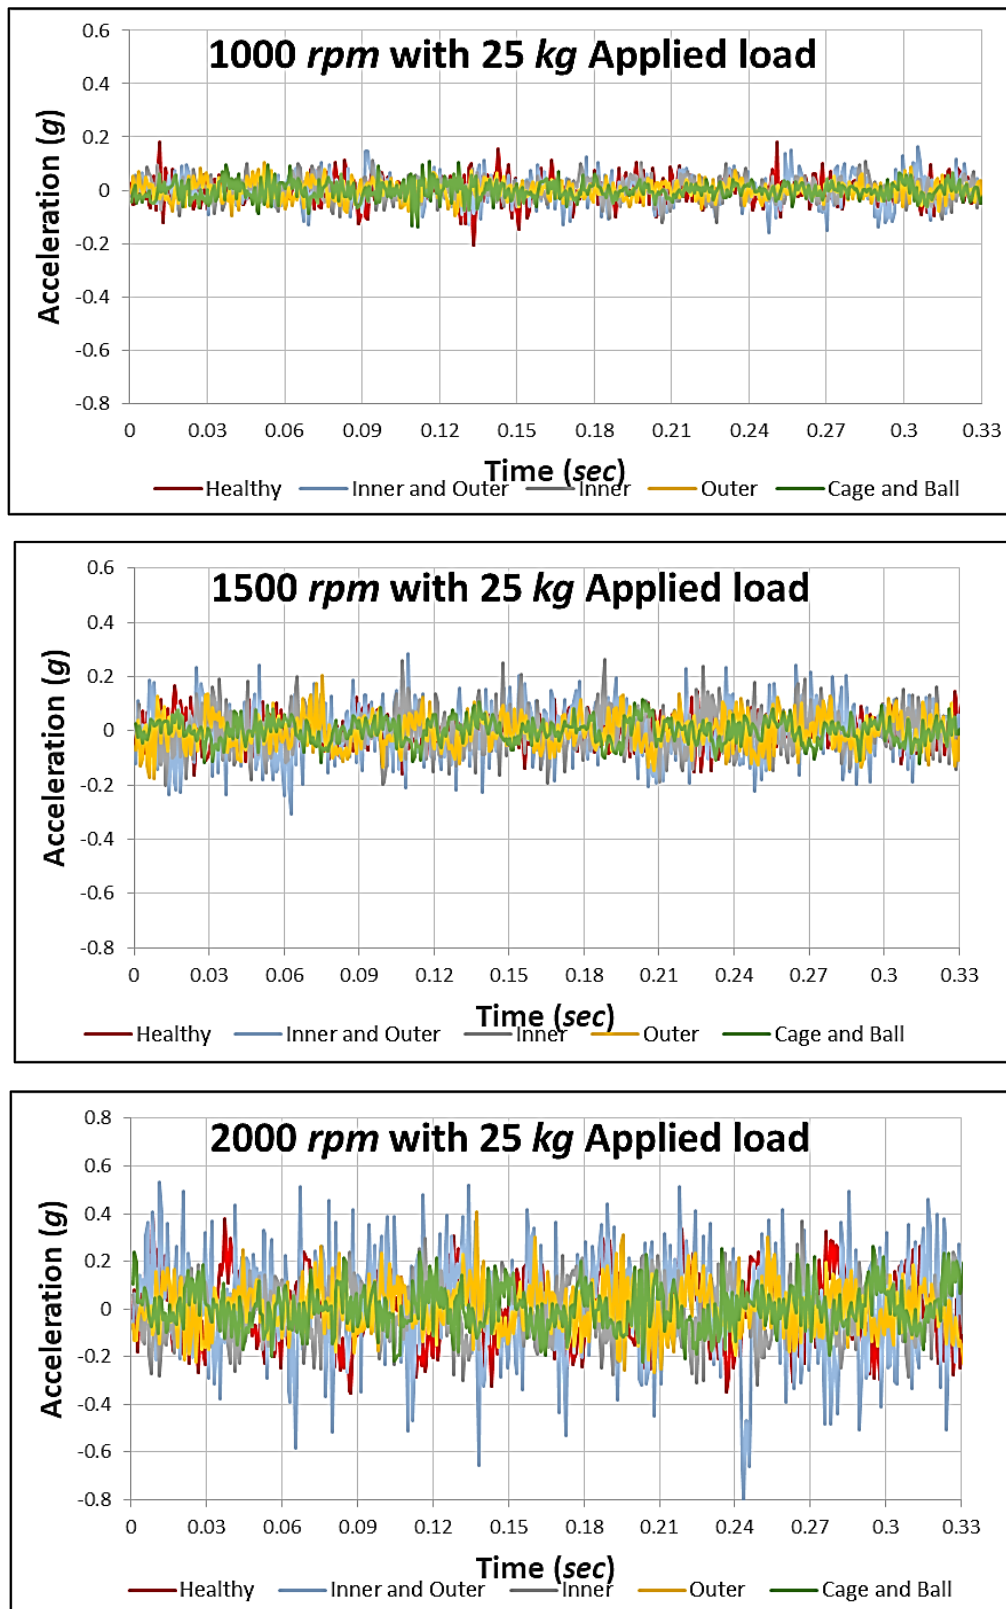 1000 rpm with 25 kg Applied load
Acceleration (g)
0.6
0.4
0.2
0
-0.2
-0.4
-0.6
-0.8
0 0.03 0.06 0.09 0.12 0.15 0.18 0.21 0.24 0.27 0.3 0.33
Time (sec)
Healthy Inner and Outer Inner Outer Cage and Ball
1500 rpm with 25 kg Applied load
Acceleration (g)
0.6
0.4
0.2
0
-0.2
-0.4
-0.6
-0.8
0 0.03 0.06 0.09 0.12 0.15 0.18 0.21 0.24 0.27 0.3 0.33
Time (sec)
Healthy Inner and Outer Inner Outer Cage and Ball
2000 rpm with 25 kg Applied load
Acceleration (g)
0.8
0.6
0.4
0.2
0
-0.2
-0.4
-0.6
-0.8
0 0.03 0.06 0.09 0.12 0.15 0.18 0.21 0.24 0.27 0.3 0.33
Time (sec)
Healthy Inner and Outer Inner Outer Cage and Ball